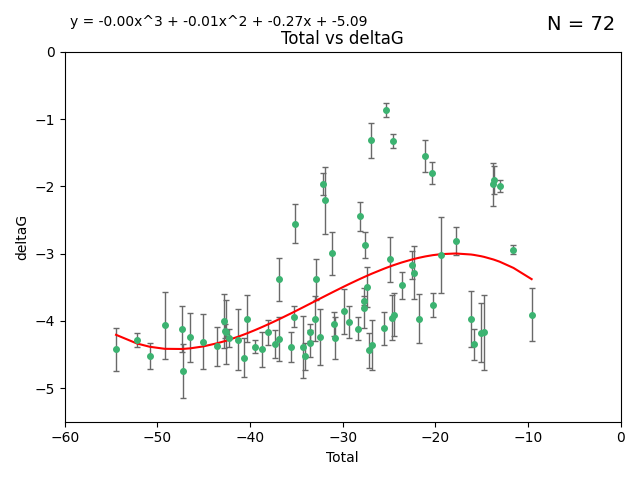 y = -0.00x^3 + -0.01x^2 + -0.27x + -5.09
N = 72
Total vs deltaG
0
−1
−2
−3
−4
−5
deltaG
−60
−50
−40
−30
−20
−10
0
Total